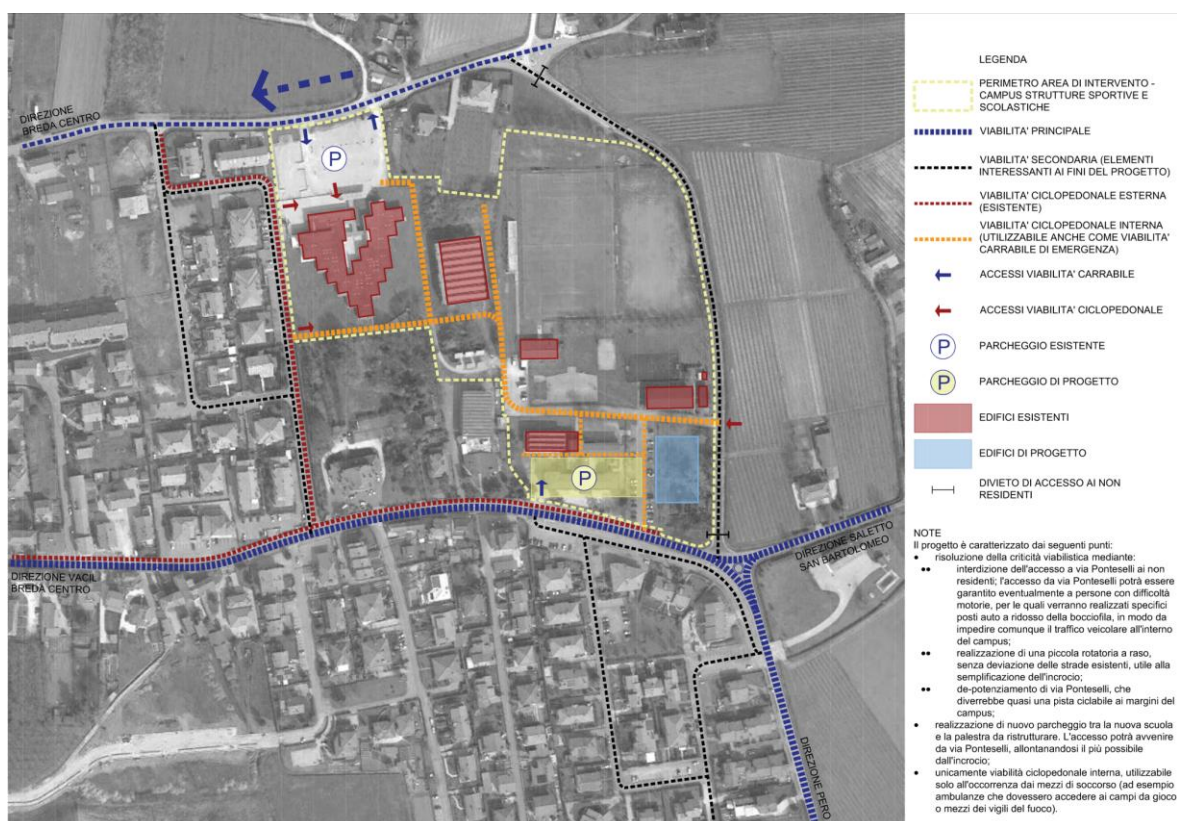 DIREZIONE
BREDA CENTRO
P
P
DIREZIONE VACIL
BREDA CENTRO
DIREZIONE SALETTO
SAN BARTOLOMEO
DIREZIONE PERO
LEGENDA
PERIMETRO AREA DI INTERVENTO -
CAMPUS STRUTTURE SPORTIVE E
SCOLASTICHE
VIABILITA' PRINCIPALE
VIABILITA' SECONDARIA (ELEMENTI
INTERESSANTI AI FINI DEL PROGETTO)
VIABILITA' CICLOPEDONALE ESTERNA
(ESISTENTE)
VIABILITA' CICLOPEDONALE INTERNA
(UTILIZZABILE ANCHE COME VIABILITA'
CARRABILE DI EMERGENZA)
ACCESSI VIABILITA' CARRABILE
ACCESSI VIABILITA' CICLOPEDONALE
P PARCHEGGIO ESISTENTE
P PARCHEGGIO DI PROGETTO
EDIFICI ESISTENTI
EDIFICI DI PROGETTO
DIVIETO DI ACCESSO AI NON
RESIDENTI
NOTE
Il progetto è caratterizzato dai seguenti punti:
• risoluzione della criticità viabilistica mediante:
•• interdizione dell'accesso a via Ponteselli ai non
residenti; l'accesso da via Ponteselli potrà essere
garantito eventualmente a persone con difficoltà
motorie, per le quali verranno realizzati specifici
posti auto a ridosso della bocciofila, in modo da
impedire comunque il traffico veicolare all'interno
del campus;
•• realizzazione di una piccola rotatoria a raso,
senza deviazione delle strade esistenti, utile alla
semplificazione dell'incrocio;
•• de-potenziamento di via Ponteselli, che
diverrebbe quasi una pista ciclabile ai margini del
campus;
• realizzazione di nuovo parcheggio tra la nuova scuola
e la palestra da ristrutturare. L'accesso potrà avvenire
da via Ponteselli, allontanandosi il più possibile
dall'incrocio;
• unicamente viabilità ciclopedonale interna, utilizzabile
solo all'occorrenza dai mezzi di soccorso (ad esempio
ambulanze che dovessero accedere ai campi da gioco
o mezzi dei vigili del fuoco).